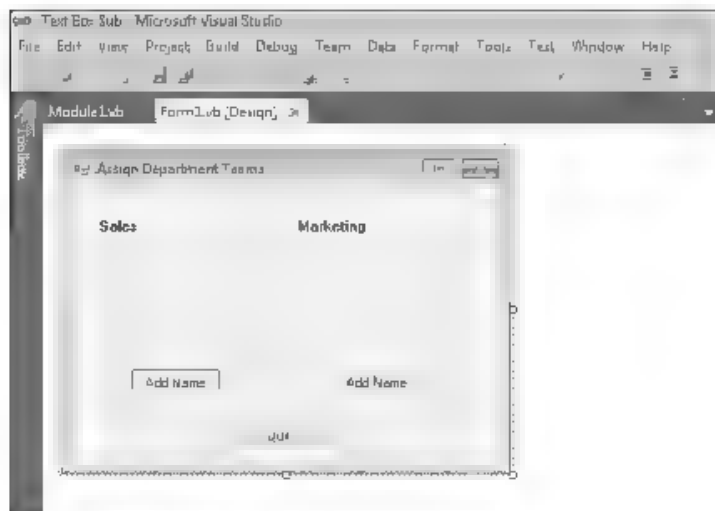 Text Box Sub - Microsoft Visual Studio
File Edit View Project Build Debug Team Data Format Tools Test Window Help
Module1.vb Form1.vb [Design]
Toolbox
Assign Department Teams
Sales Marketing
Add Name Add Name
Quit